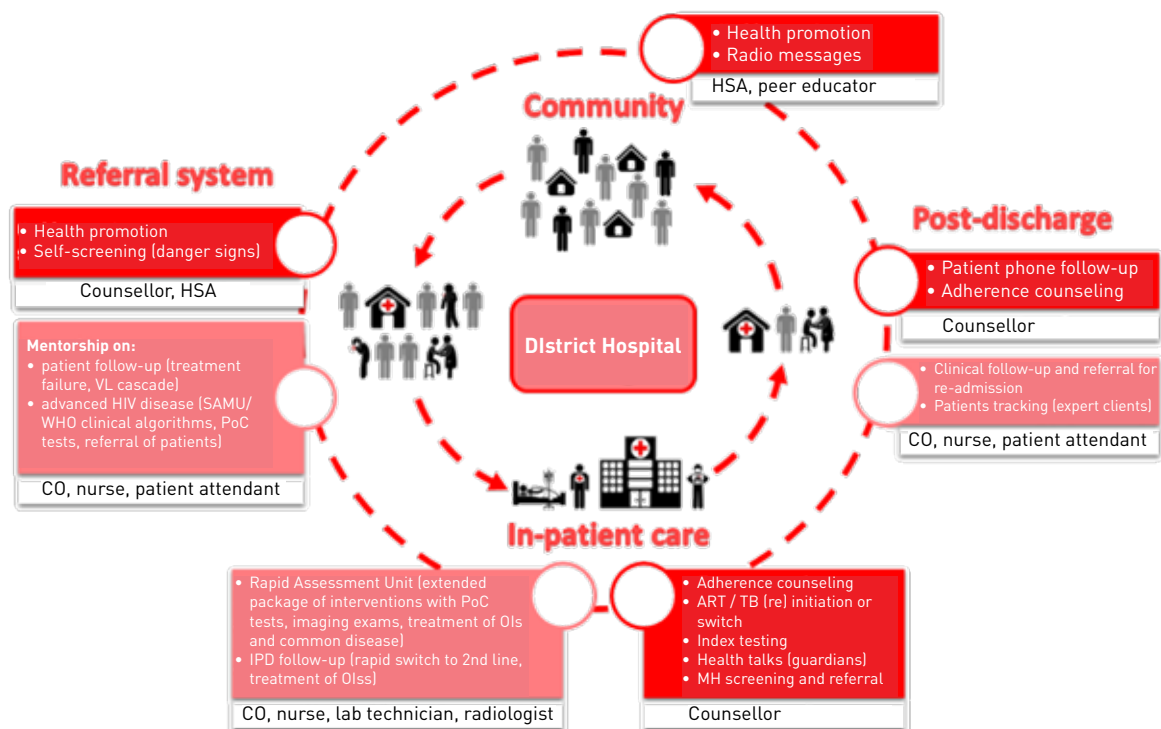 • Health promotion
• Radio messages
HSA, peer educator
Community
Referral system
• Health promotion
• Self-screening (danger signs)
Counsellor, HSA
Mentorship on:
• patient follow-up (treatment
failure, VL cascade)
• advanced HIV disease (SAMU/
WHO clinical algorithms, PoC
tests, referral of patients)
CO, nurse, patient attendant
DIstrict Hospital
Post-discharge
• Patient phone follow-up
• Adherence counseling
Counsellor
• Clinical follow-up and referral for
re-admission
• Patients tracking (expert clients)
CO, nurse, patient attendant
In-patient care
• Rapid Assessment Unit (extended
package of interventions with PoC
tests, imaging exams, treatment of OIs
and common disease)
• IPD follow-up (rapid switch to 2nd line,
treatment of OIss)
CO, nurse, lab technician, radiologist
• Adherence counseling
• ART / TB (re) initiation or
switch
• Index testing
• Health talks (guardians)
• MH screening and referral
Counsellor